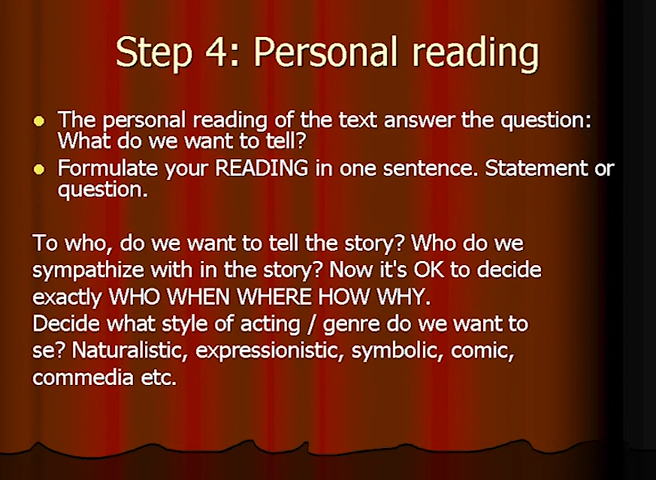 Step 4: Personal reading
The personal reading of the text answer the question:
What do we want to tell?
Formulate your READING in one sentence. Statement or
question.
To who, do we want to tell the story? Who do we
sympathize with in the story? Now it's OK to decide
exactly WHO WHEN WHERE HOW WHY.
Decide what style of acting / genre do we want to
se? Naturalistic, expressionistic, symbolic, comic,
commedia etc.